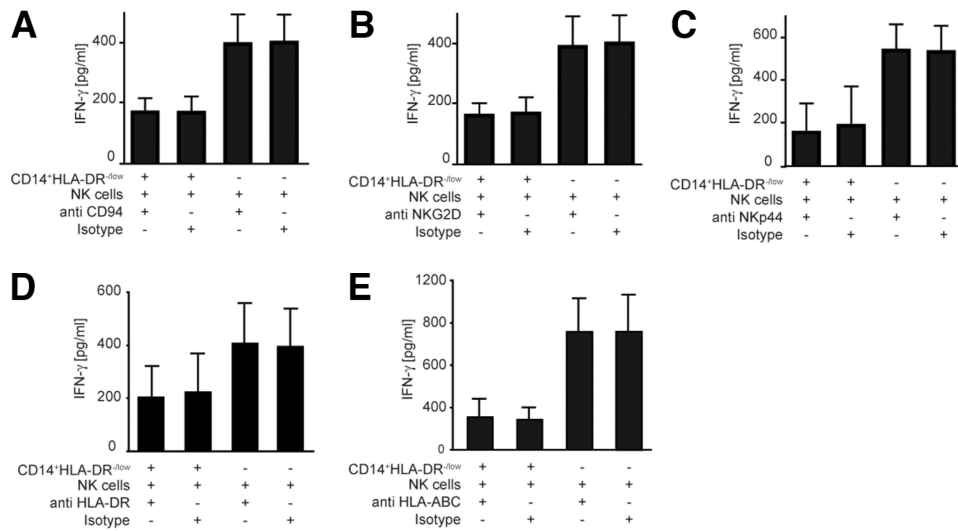 A
IFN-γ [pg/ml]
400
200
0
CD14⁺HLA-DR⁻/ˡᵒʷ + + - -
NK cells + + + +
anti CD94 + - + -
Isotype - + - +
B
IFN-γ [pg/ml]
400
200
0
CD14⁺HLA-DR⁻/ˡᵒʷ + + - -
NK cells + + + +
anti NKG2D + - + -
Isotype - + - +
C
IFN-γ [pg/ml]
600
400
200
0
CD14⁺HLA-DR⁻/ˡᵒʷ + + - -
NK cells + + + +
anti NKp44 + - + -
Isotype - + - +
D
IFN-γ [pg/ml]
600
400
200
0
CD14⁺HLA-DR⁻/ˡᵒʷ + + - -
NK cells + + + +
anti HLA-DR + - + -
Isotype - + - +
E
IFN-γ [pg/ml]
1200
800
400
0
CD14⁺HLA-DR⁻/ˡᵒʷ + + - -
NK cells + + + +
anti HLA-ABC + - + -
Isotype - + - +